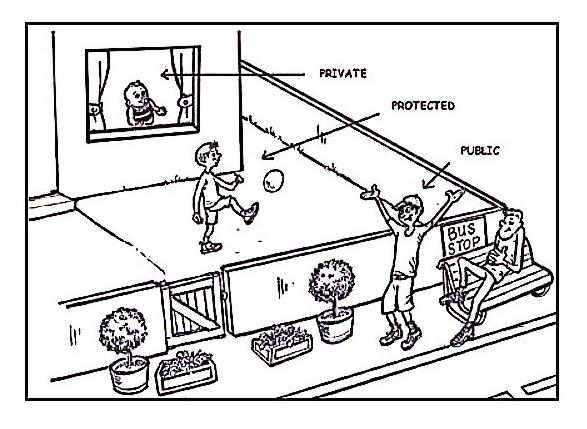 PRIVATE
PROTECTED
PUBLIC
BUS
STOP